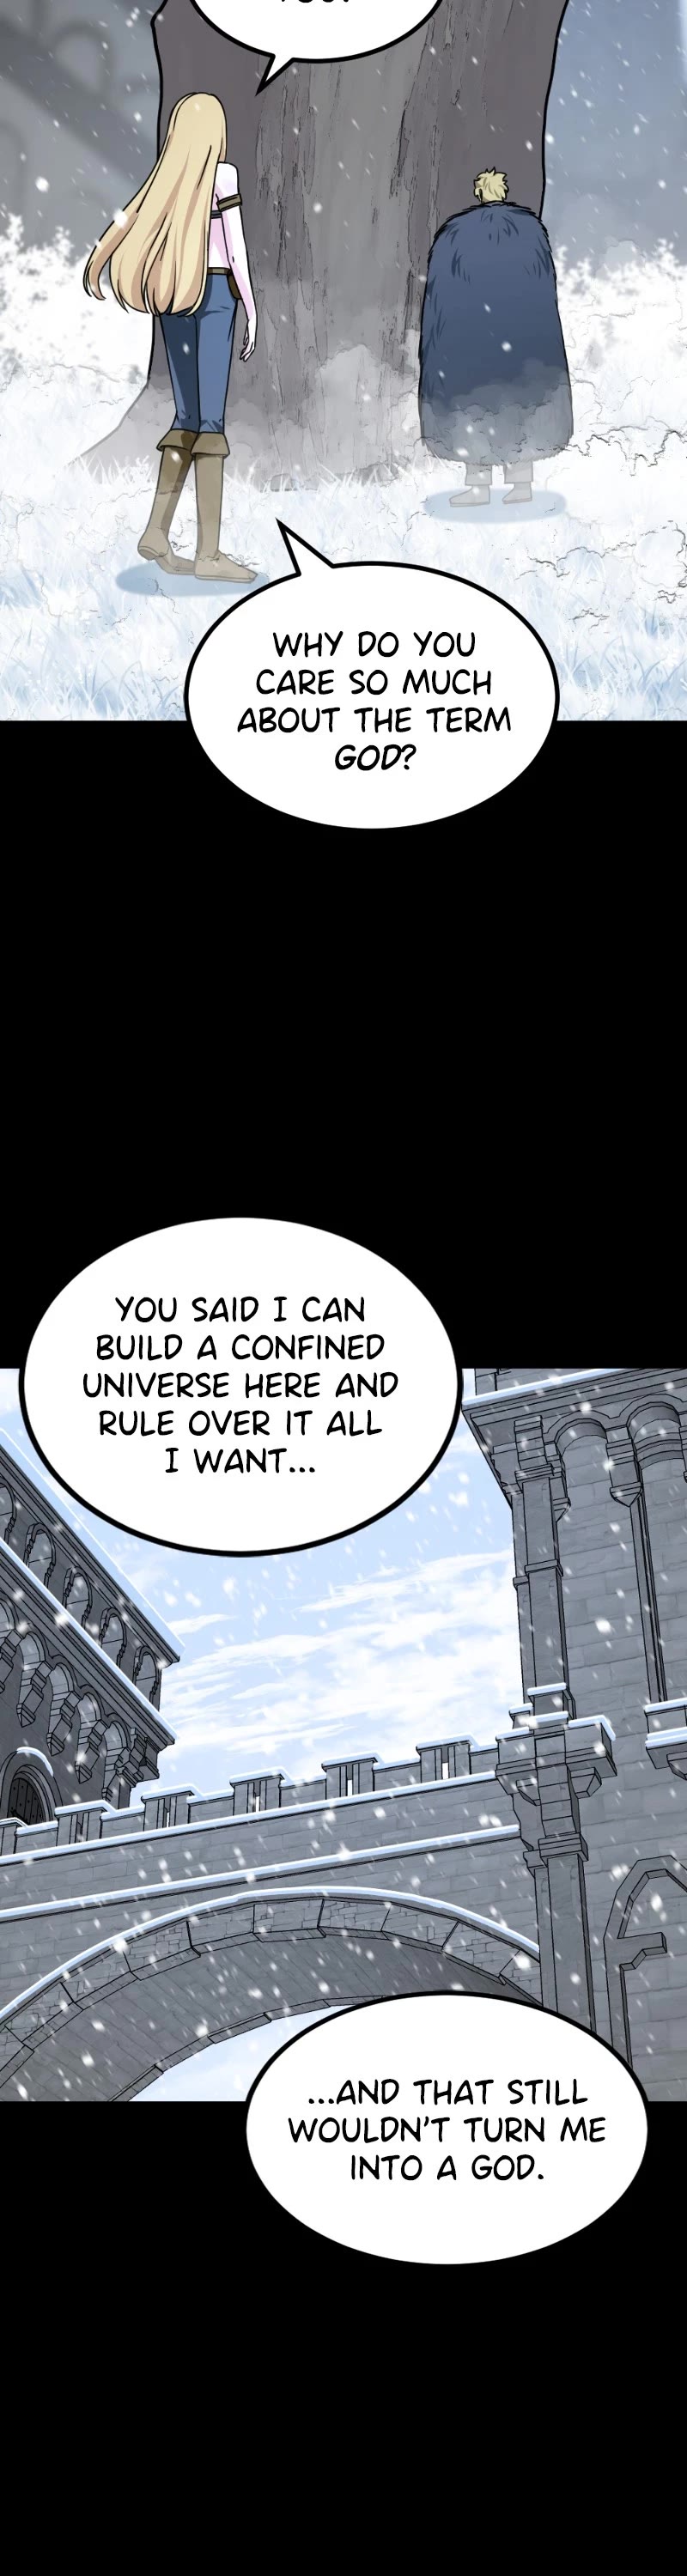 WHY DO YOU
CARE SO MUCH
ABOUT THE TERM
GOD?
YOU SAID I CAN
BUILD A CONFINED
UNIVERSE HERE AND
RULE OVER IT ALL
I WANT...
...AND THAT STILL
WOULDN'T TURN ME
INTO A GOD.